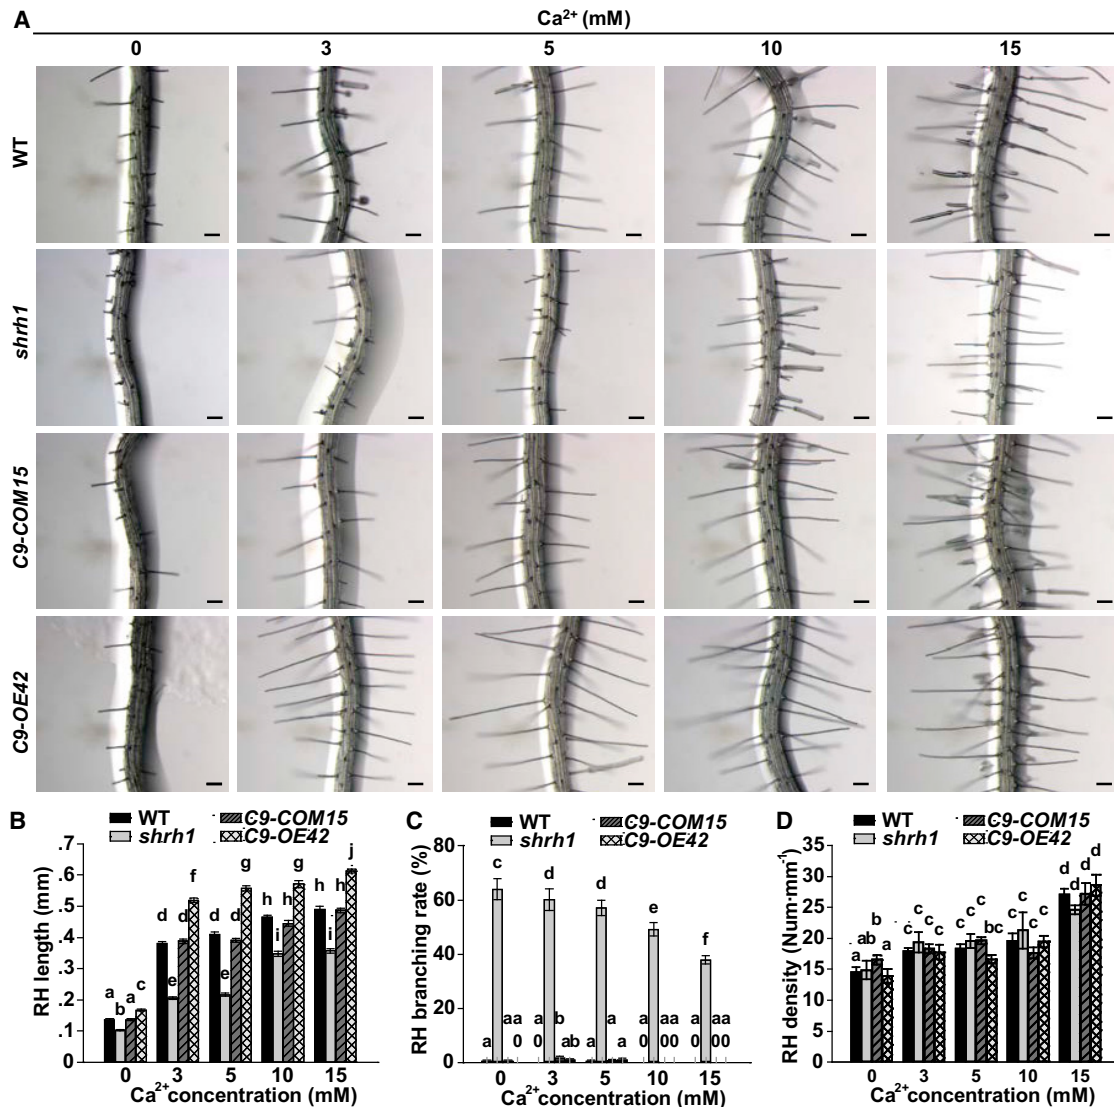 A
Ca²⁺ (mM)
0 3 5 10 15
WT
shrh1
C9-COM15
C9-OE42
B
WT C9-COM15
shrh1 C9-OE42
RH length (mm)
.7
.6
.5
.4
.3
.2
.1
0
a b a c
d e d f
d e d g
h i h g
h i h j
0 3 5 10 15
Ca²⁺concentration (mM)
C
WT C9-COM15
shrh1 C9-OE42
RH branching rate (%)
80
60
40
20
0
a c aa 0
a 0 d b ab
a d a
a 0 e aa 00
a 0 f aa 00
0 3 5 10 15
Ca²⁺concentration (mM)
D
WT C9-COM15
shrh1 C9-OE42
RH density (Num·mm⁻¹)
35
30
25
20
15
10
5
0
a ab b a
c c c c
c c c bc
c c c c
d d d d
0 3 5 10 15
Ca²⁺concentration (mM)